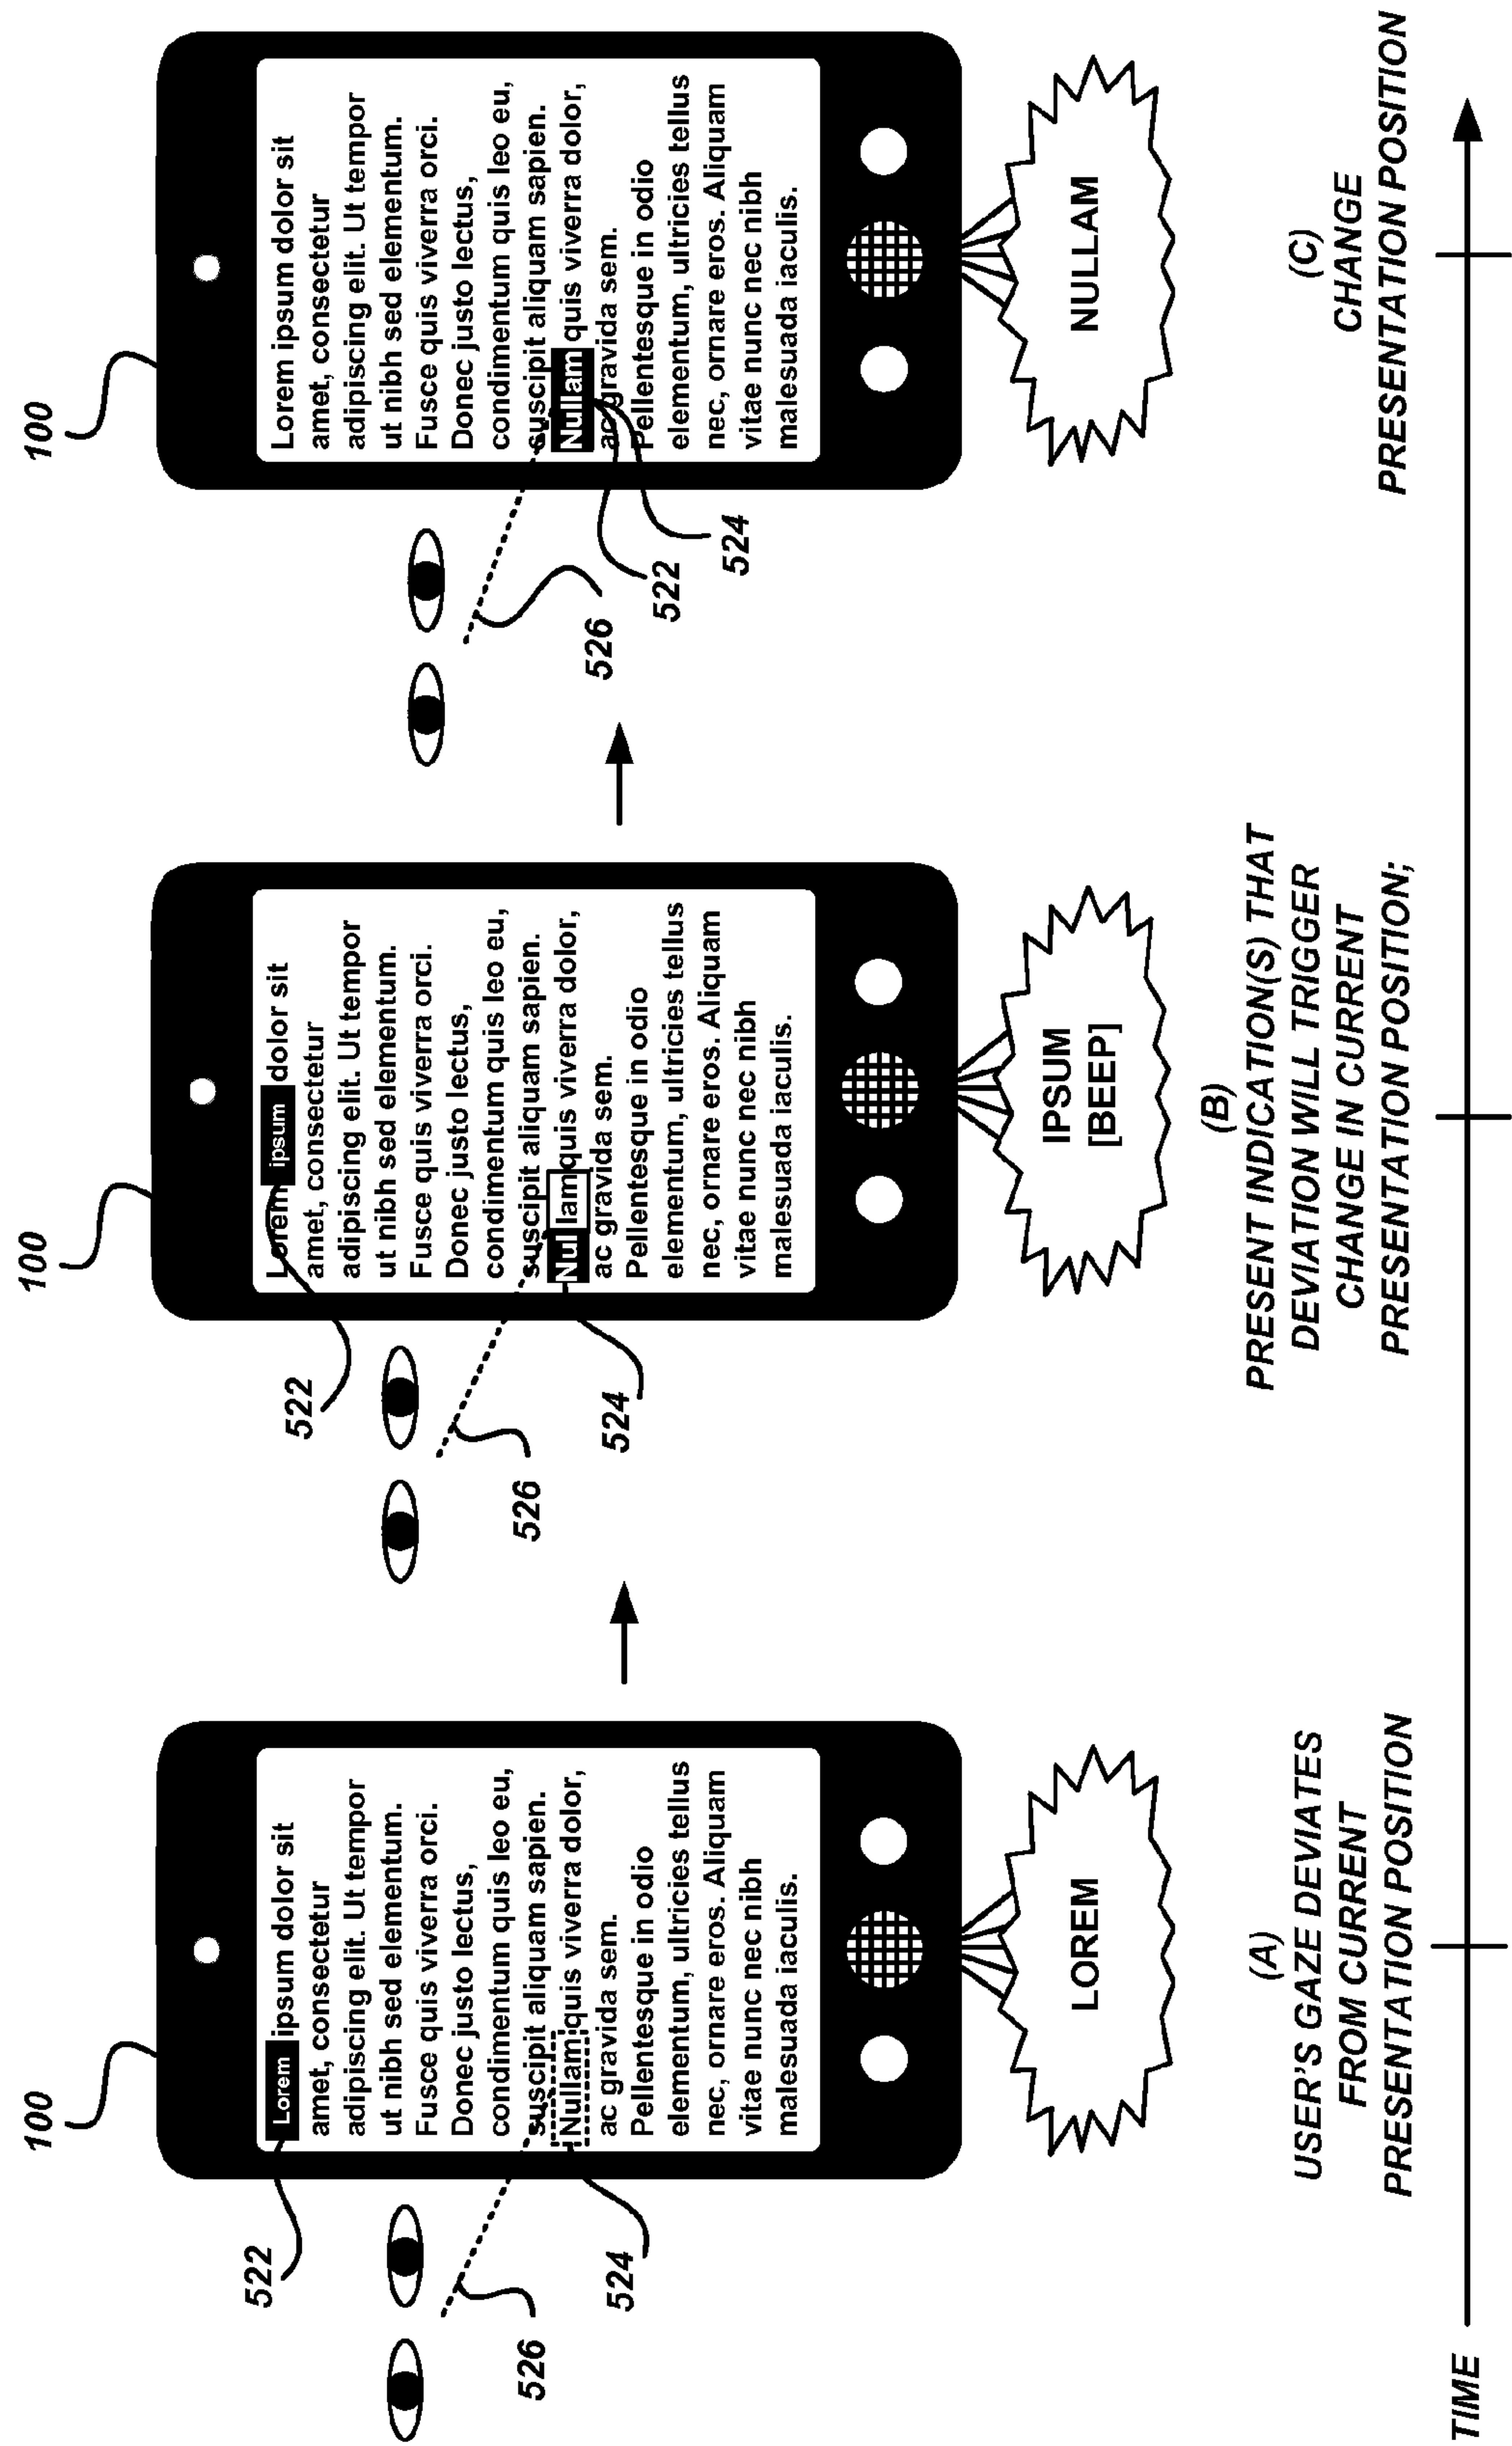 100
Lorem ipsum dolor sit
amet, consectetur
adipiscing elit. Ut tempor
ut nibh sed elementum.
Fusce quis viverra orci.
Donec justo lectus,
condimentum quis leo eu,
suscipit aliquam sapien.
Nullam quis viverra dolor,
ac gravida sem.
Pellentesque in odio
elementum, ultricies tellus
nec, ornare eros. Aliquam
vitae nunc nec nibh
malesuada iaculis.
522
526
524
LOREM
(A)
USER'S GAZE DEVIATES
FROM CURRENT
PRESENTATION POSITION
100
Lorem ipsum dolor sit
amet, consectetur
adipiscing elit. Ut tempor
ut nibh sed elementum.
Fusce quis viverra orci.
Donec justo lectus,
condimentum quis leo eu,
suscipit aliquam sapien.
Nullam quis viverra dolor,
ac gravida sem.
Pellentesque in odio
elementum, ultricies tellus
nec, ornare eros. Aliquam
vitae nunc nec nibh
malesuada iaculis.
522
526
524
IPSUM
[BEEP]
(B)
PRESENT INDICATION(S) THAT
DEVIATION WILL TRIGGER
CHANGE IN CURRENT
PRESENTATION POSITION;
100
Lorem ipsum dolor sit
amet, consectetur
adipiscing elit. Ut tempor
ut nibh sed elementum.
Fusce quis viverra orci.
Donec justo lectus,
condimentum quis leo eu,
suscipit aliquam sapien.
Nullam quis viverra dolor,
ac gravida sem.
Pellentesque in odio
elementum, ultricies tellus
nec, ornare eros. Aliquam
vitae nunc nec nibh
malesuada iaculis.
526
522
524
NULLAM
(C)
CHANGE
PRESENTATION POSITION
TIME